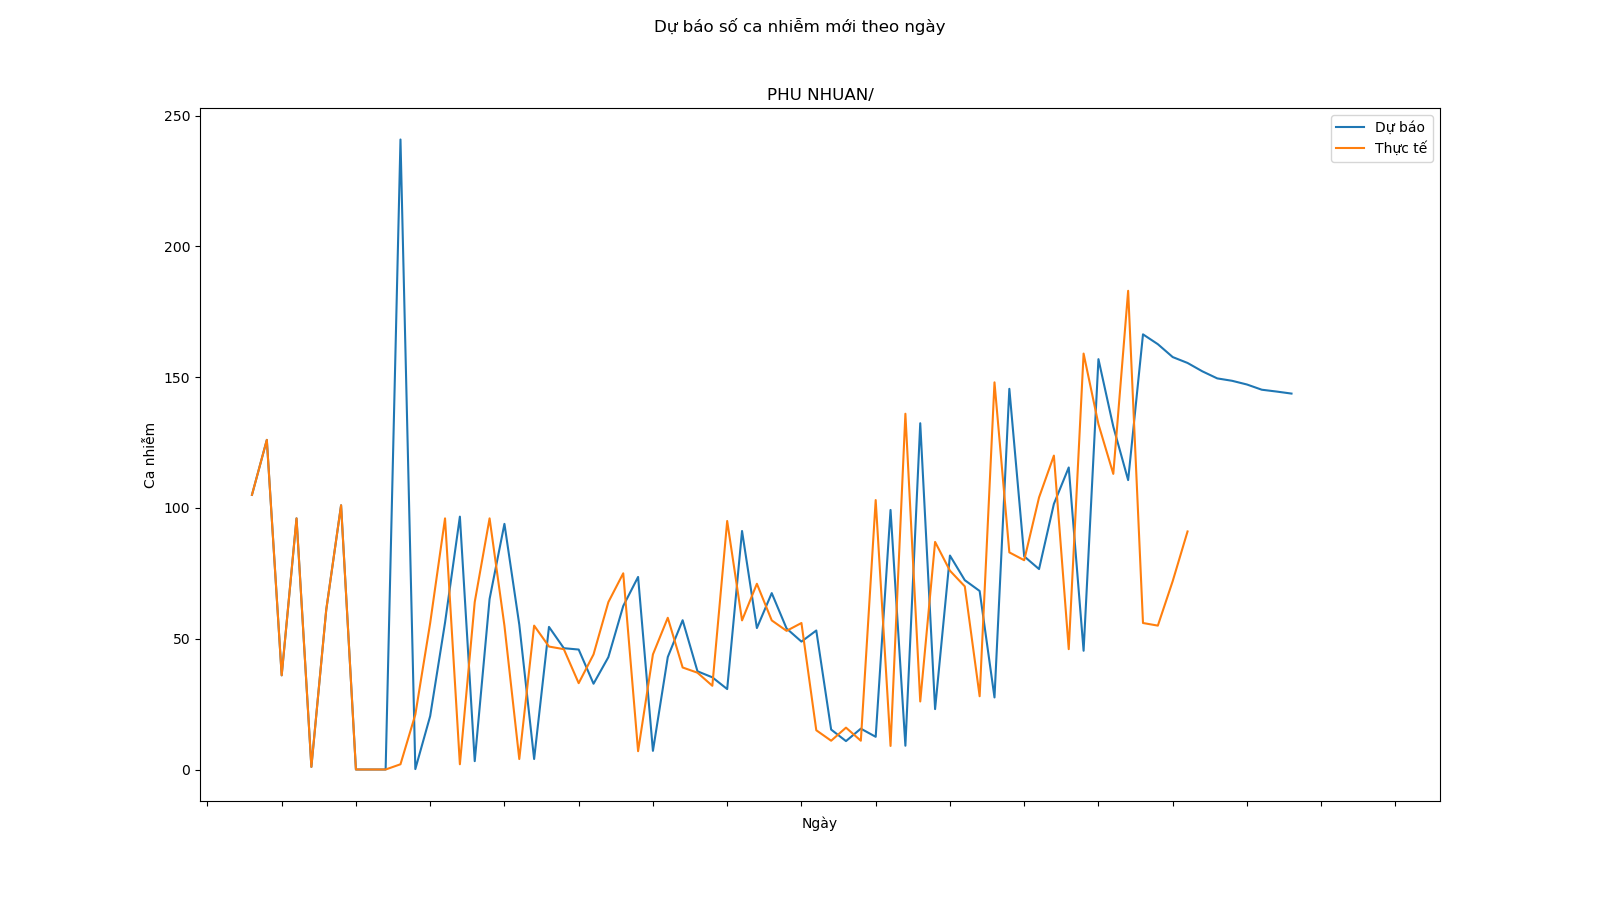 Dự báo số ca nhiễm mới theo ngày
PHU NHUAN/
250
200
150
100
50
0
Ca nhiễm
Ngày
Dự báo
Thực tế